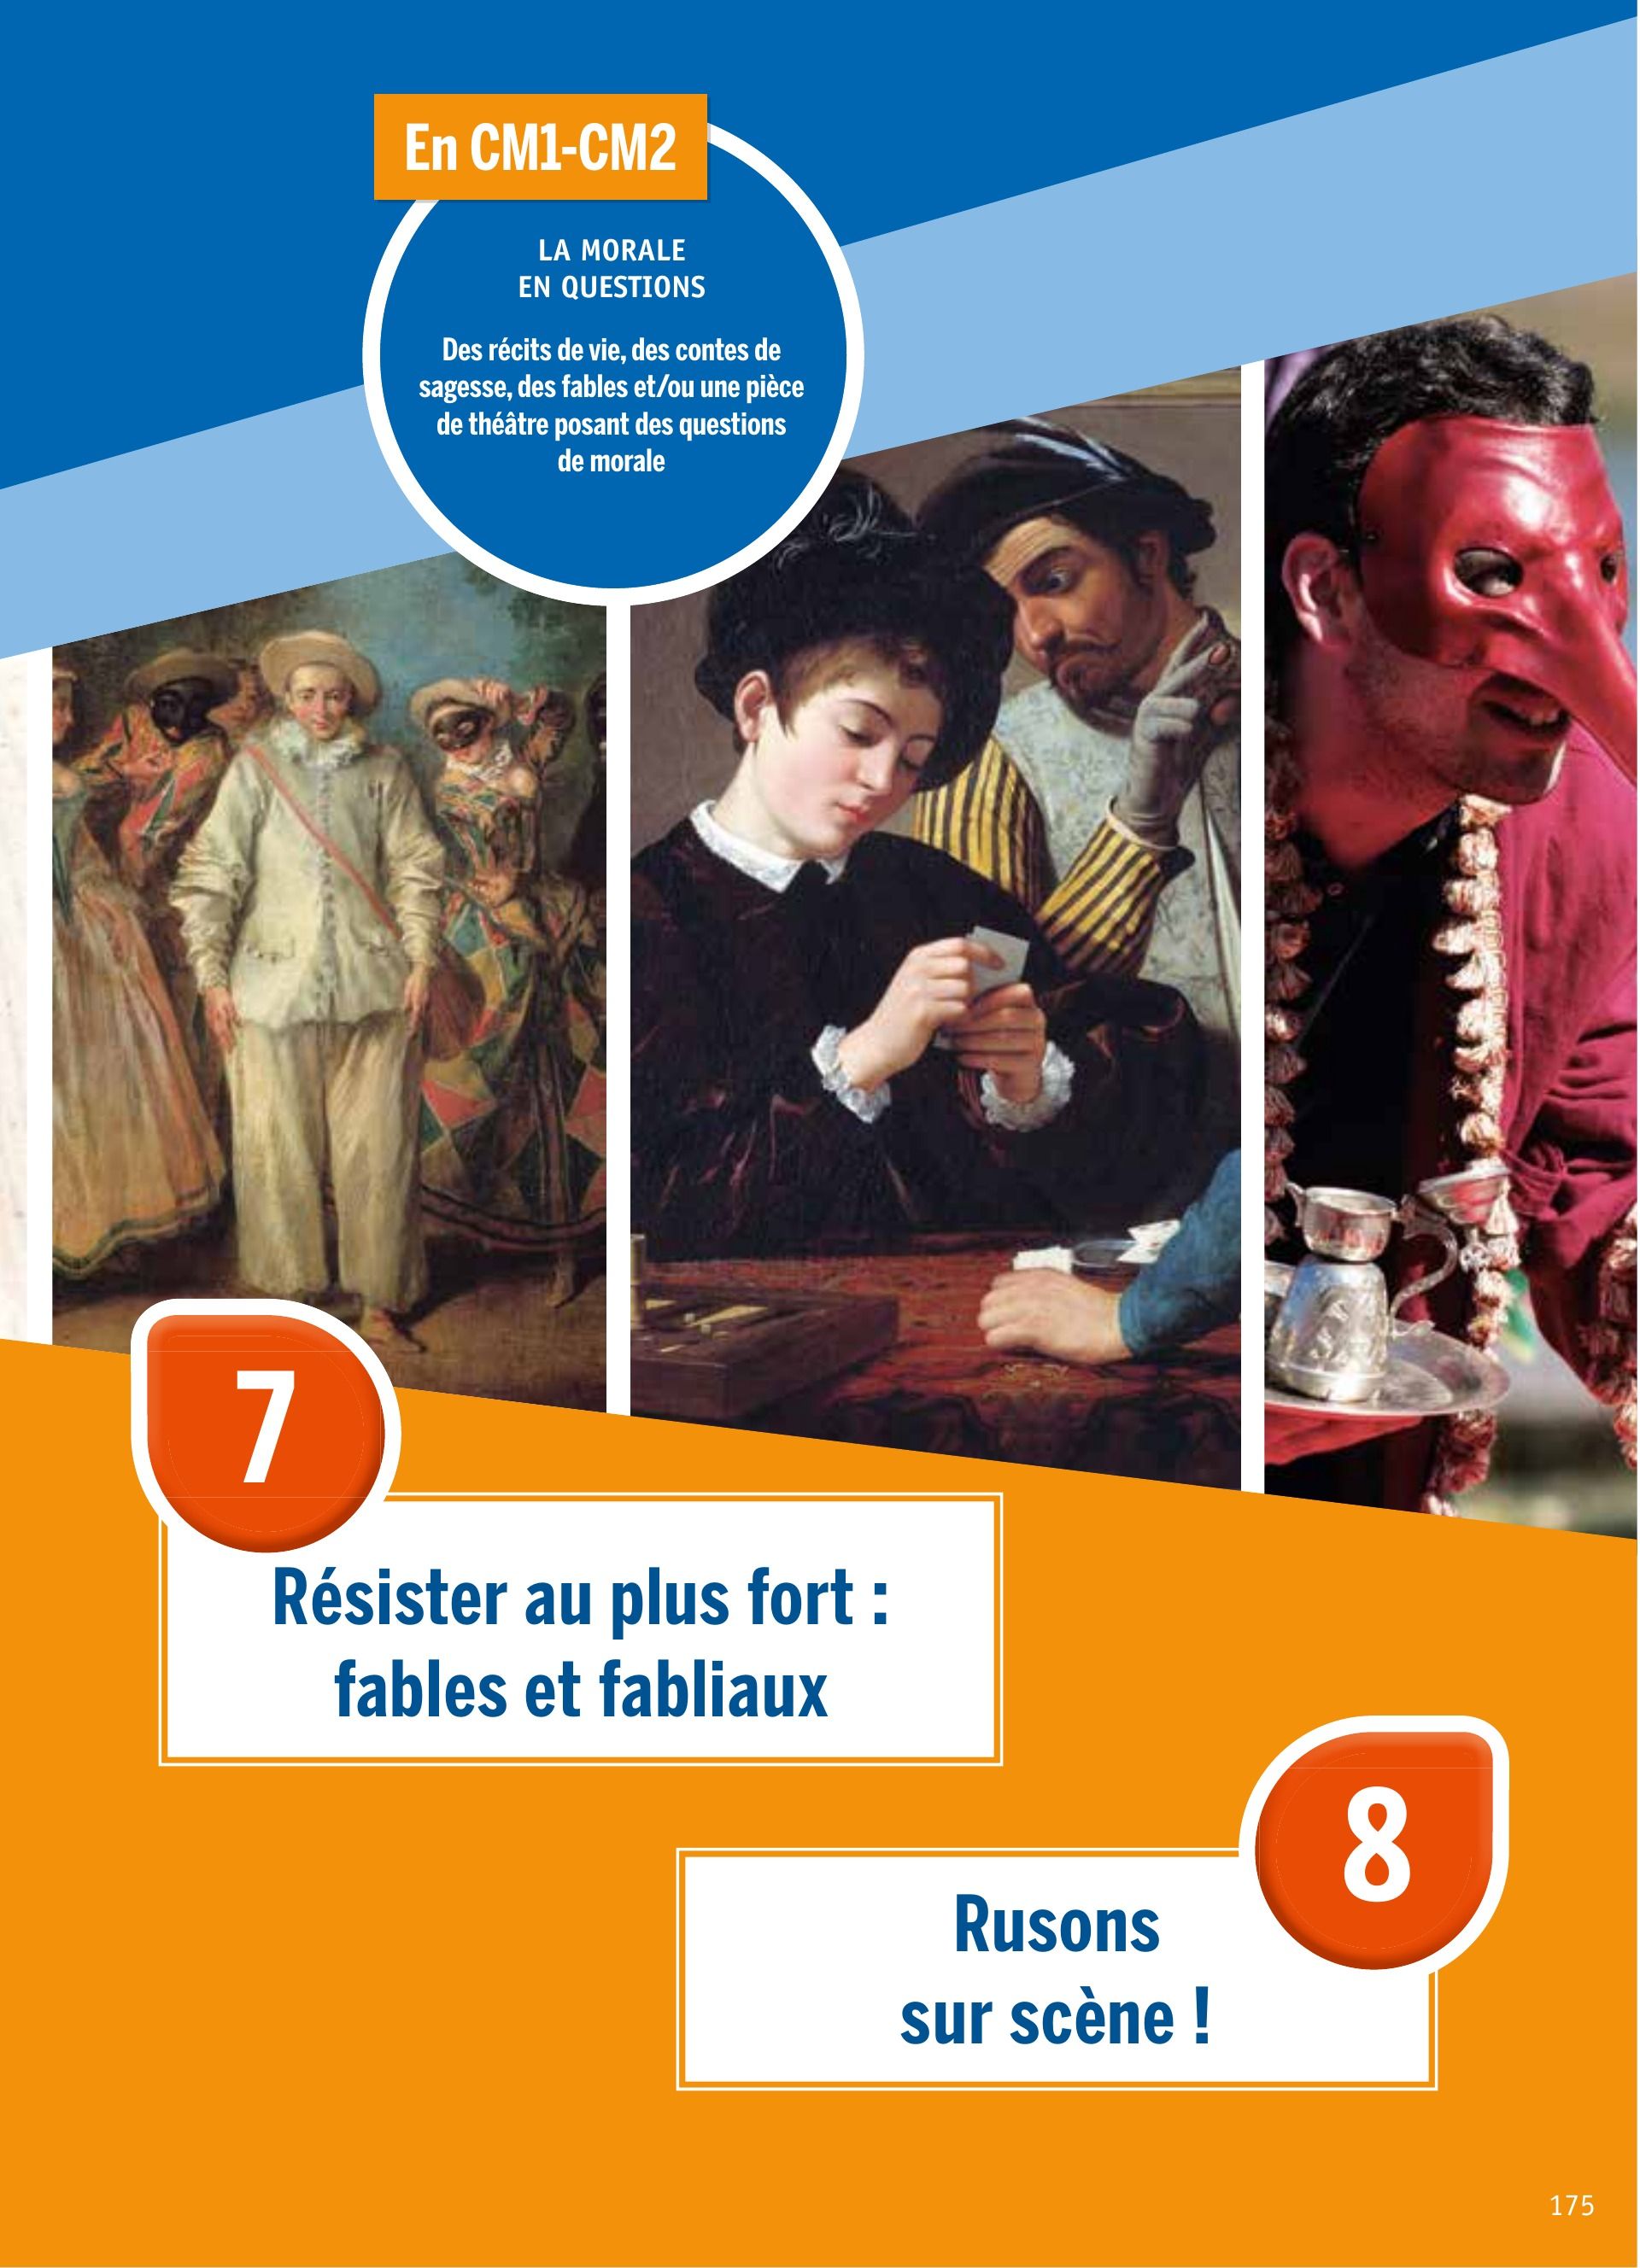 En CM1-CM2
LA MORALE
EN QUESTIONS
Des récits de vie, des contes de
sagesse, des fables et/ou une pièce
de théâtre posant des questions
de morale
7
Résister au plus fort :
fables et fabliaux
8
Rusons
sur scène !
175